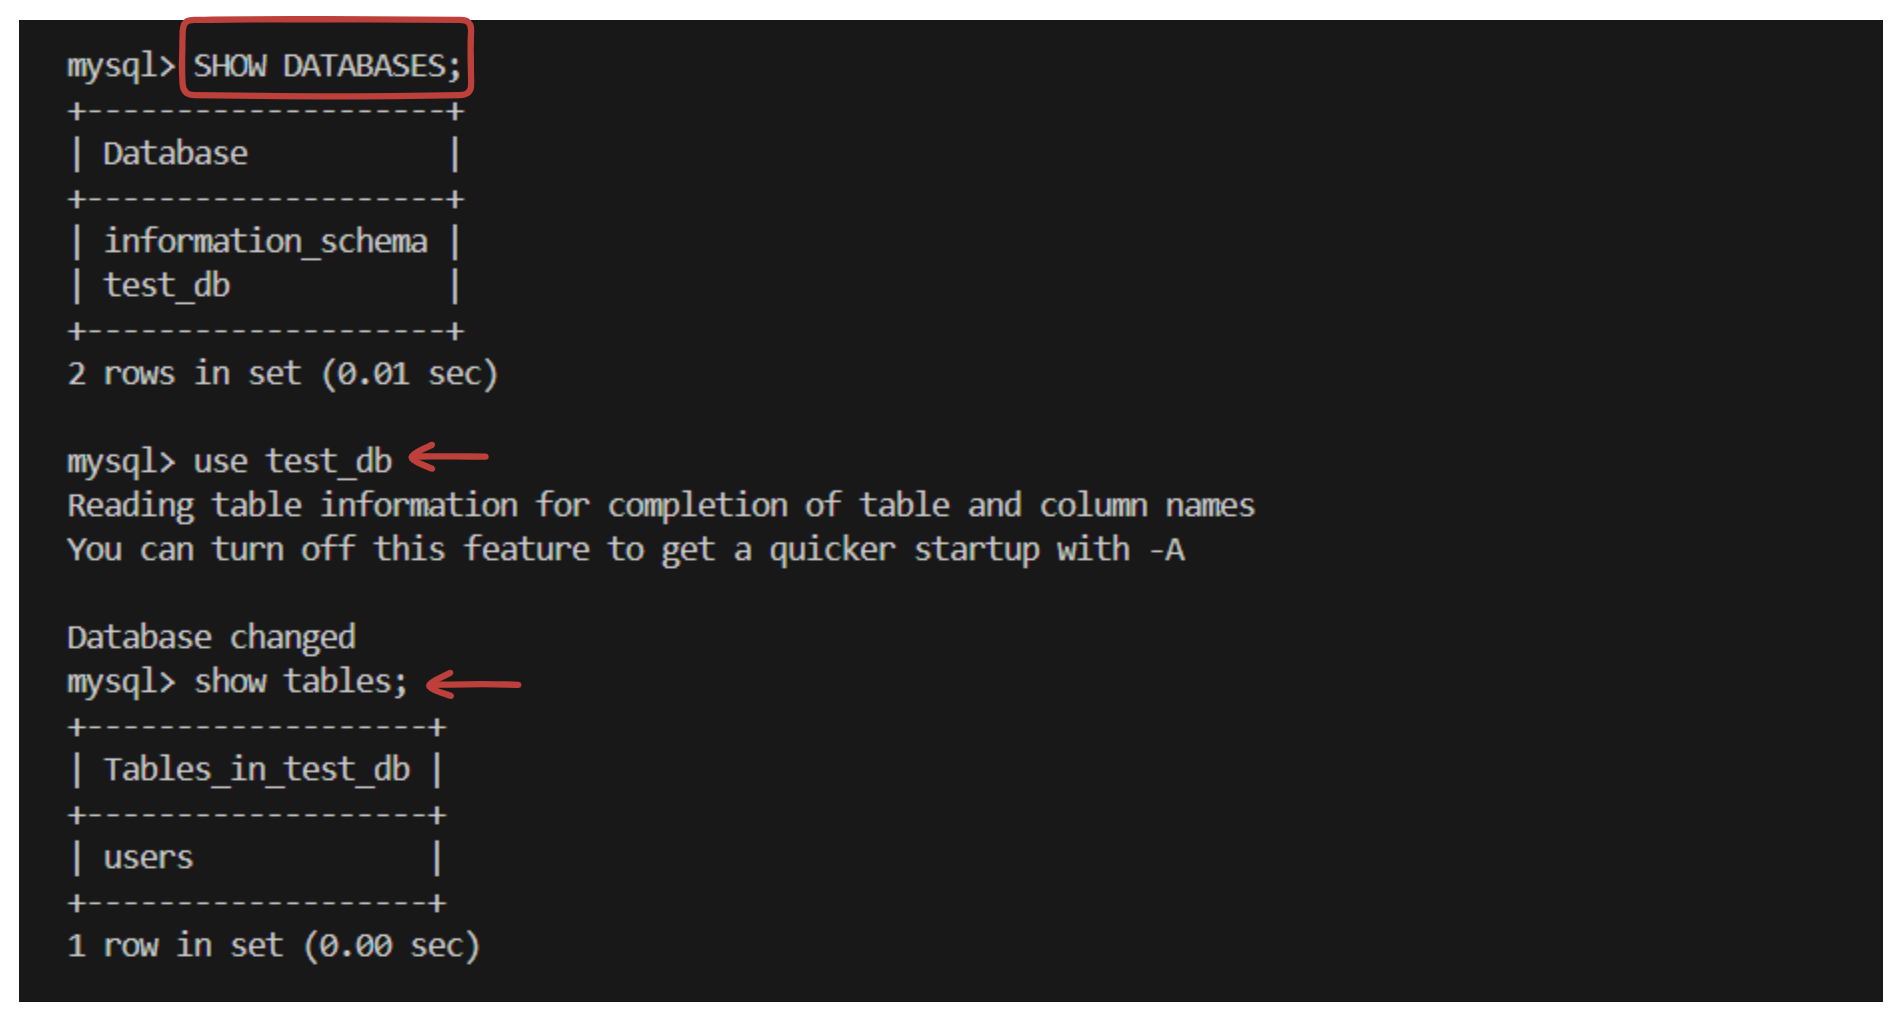 mysql> SHOW DATABASES;
+--------------------+
| Database           |
+--------------------+
| information_schema |
| test_db            |
+--------------------+
2 rows in set (0.01 sec)
mysql> use test_db
Reading table information for completion of table and column names
You can turn off this feature to get a quicker startup with -A
Database changed
mysql> show tables;
+-------------------+
| Tables_in_test_db |
+-------------------+
| users             |
+-------------------+
1 row in set (0.00 sec)